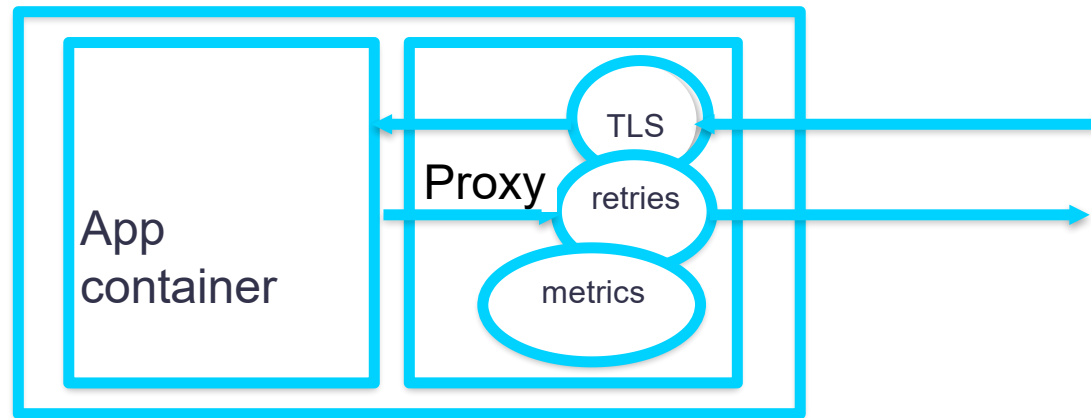 TLS
Proxy
retries
App
container
metrics